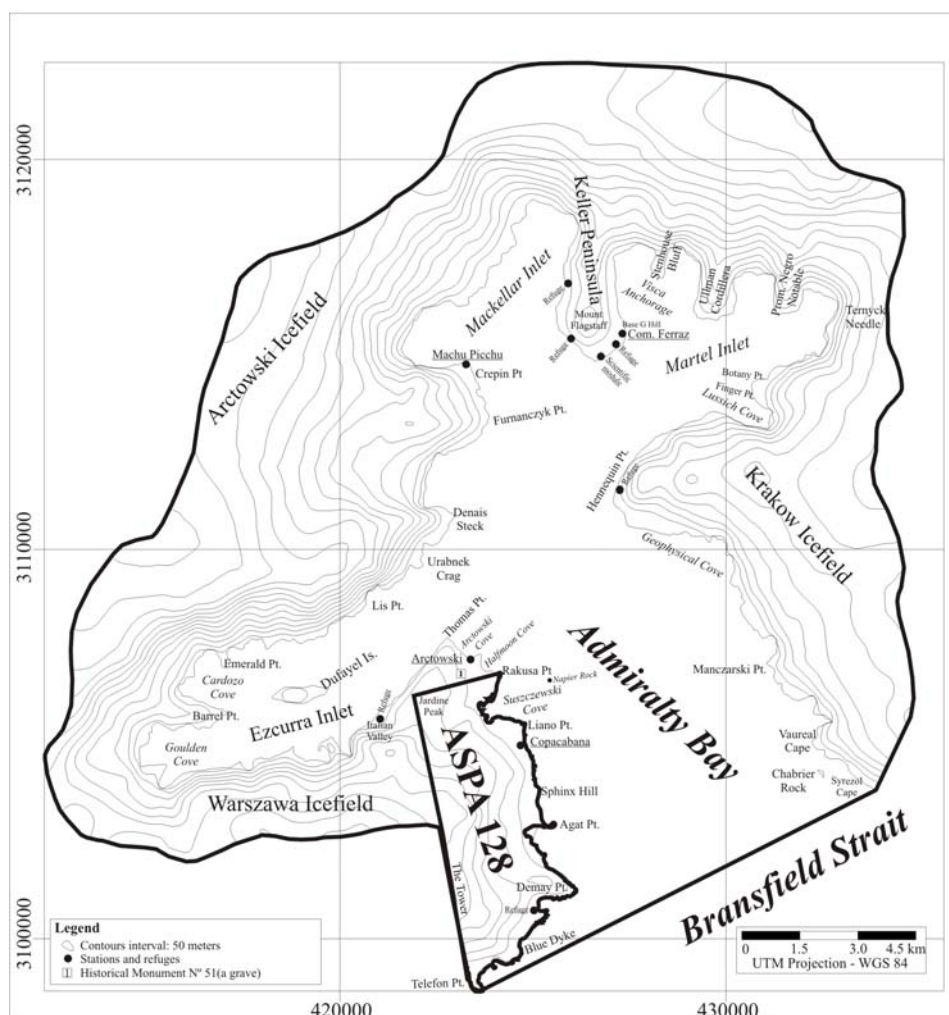 3120000
3110000
3100000
420000
430000
Arctowski Icefield
Mackellar Inlet
Keller Peninsula
Refuge
Mount
Flagstaff
Refuge
Stenhouse
Bluff
Visca
Anchorage
Ullman
Cordillera
Prom. Negro
Notable
Ternyck
Needle
Base G Hill
Com. Ferraz
Refuge
Scientific
module
Martel Inlet
Machu Picchu
Crepin Pt
Furnanczyk Pt.
Botany Pt.
Finger Pt.
Lussich Cove
Hennequin Pt.
Refuge
Krakow Icefield
Geophysical Cove
Denais
Steck
Urabnek
Crag
Lis Pt.
Thomas Pt.
Arctowski
Cove
Halfmoon Cove
Arctowski
1
Rakusa Pt
Napier Rock
Suszczewski
Cove
Emerald Pt.
Cardozo
Cove
Dufayel Is.
Barrel Pt.
Ezcurra Inlet
Refuge
Italian
Valley
Goulden
Cove
Warszawa Icefield
Jardine
Peak
Liano Pt.
Copacabana
ASPA 128
Sphinx Hill
Agat Pt.
The Tower
Demay Pt.
Refuge
Blue Dyke
Telefon Pt.
Admiralty Bay
Manczarski Pt.
Vaureal
Cape
Chabrier
Rock
Syrezol
Cape
Bransfield Strait
Legend
Contours interval: 50 meters
Stations and refuges
1 Historical Monument Nº 51(a grave)
0 1.5 3.0 4.5 km
UTM Projection - WGS 84